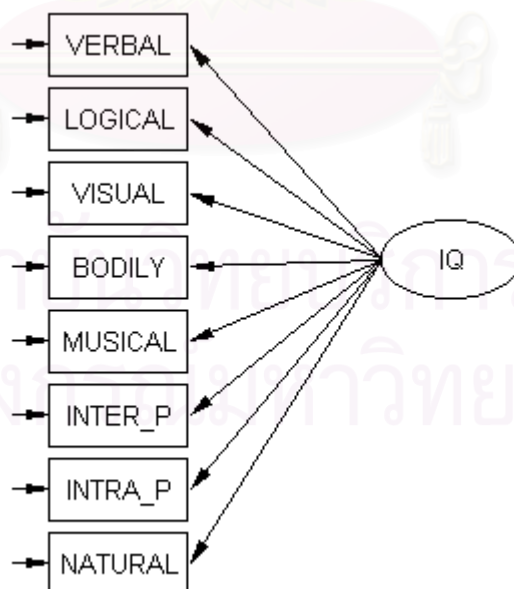 VERBAL
LOGICAL
VISUAL
BODILY
IQ
MUSICAL
INTER_P
INTRA_P
NATURAL